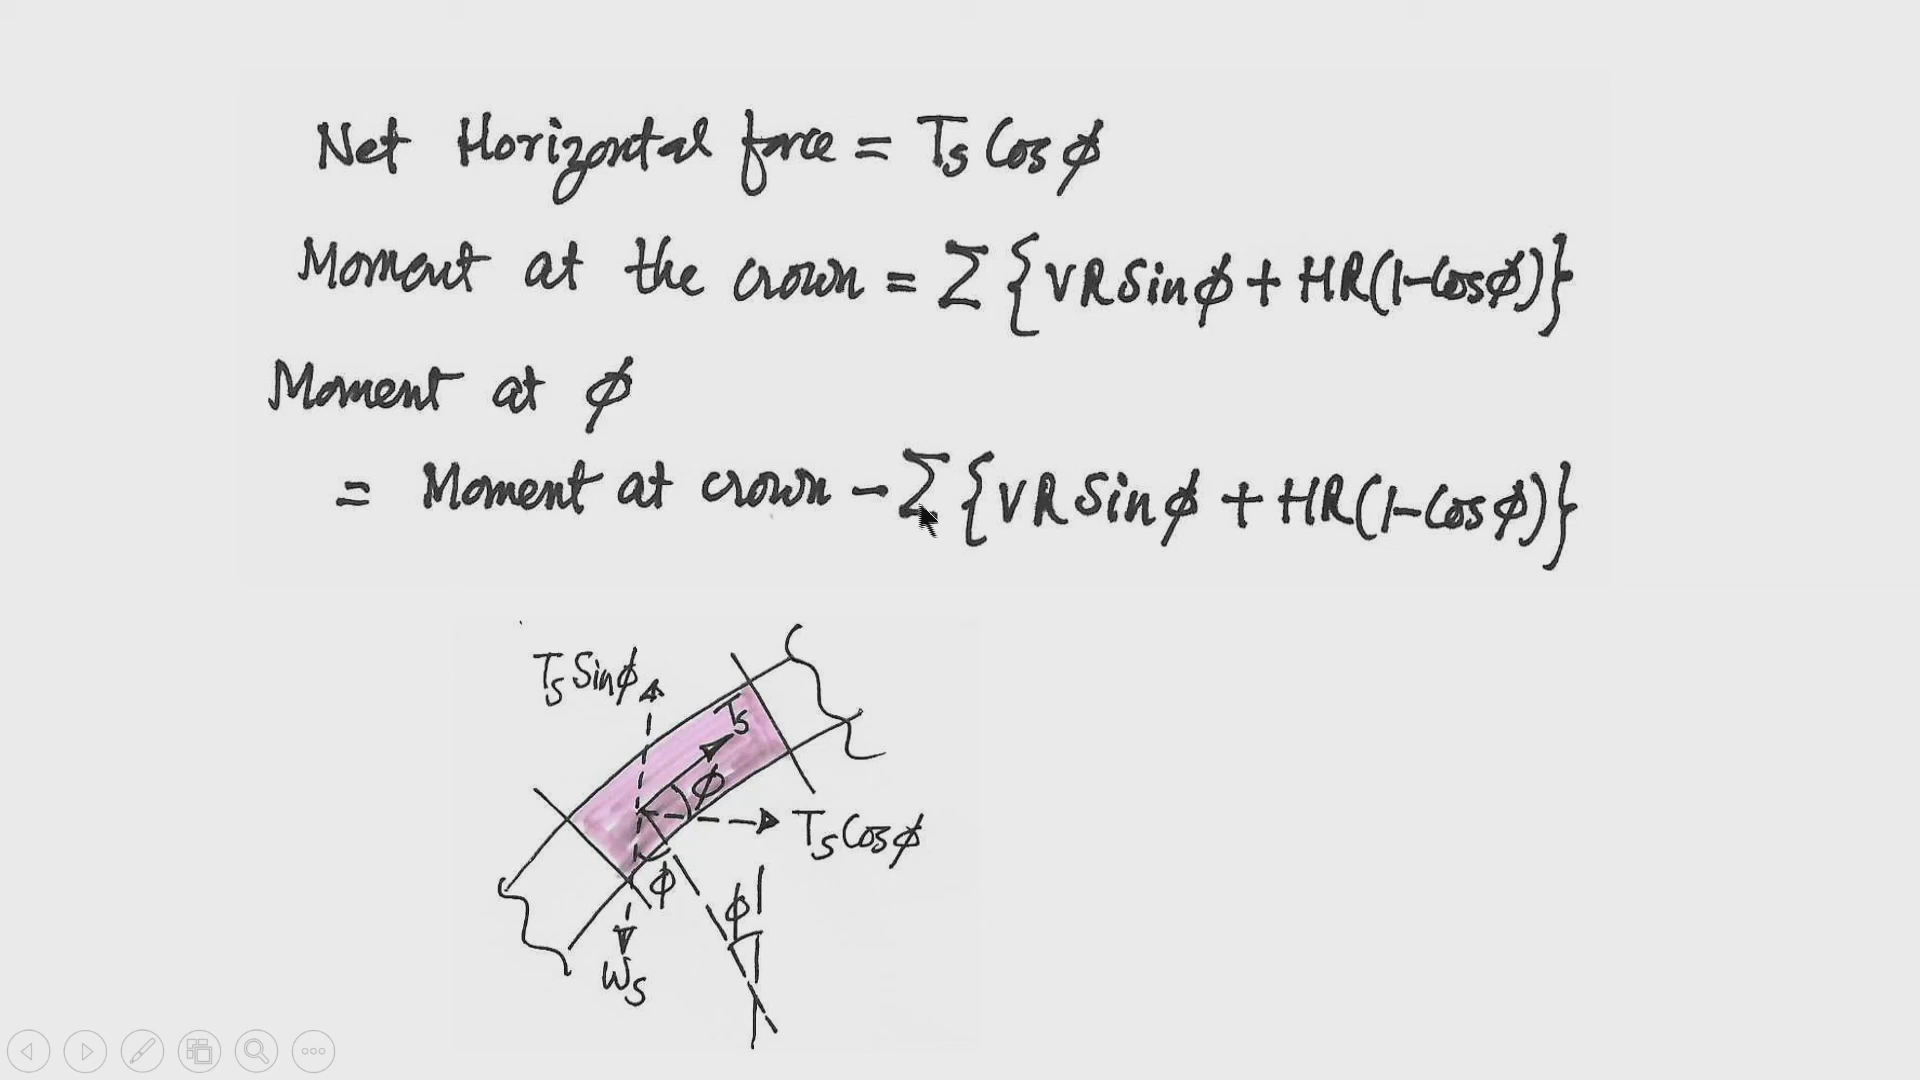 Net Horizontal force = Ts Cos ϕ
Moment at the crown = Σ {VR Sin ϕ + HR(1-Cos ϕ)}
Moment at ϕ
= Moment at crown - Σ {VR Sin ϕ + HR(1-Cos ϕ)}
Ts Sin ϕ
Ts
ϕ
Ts Cos ϕ
ϕ
ϕ
Ws